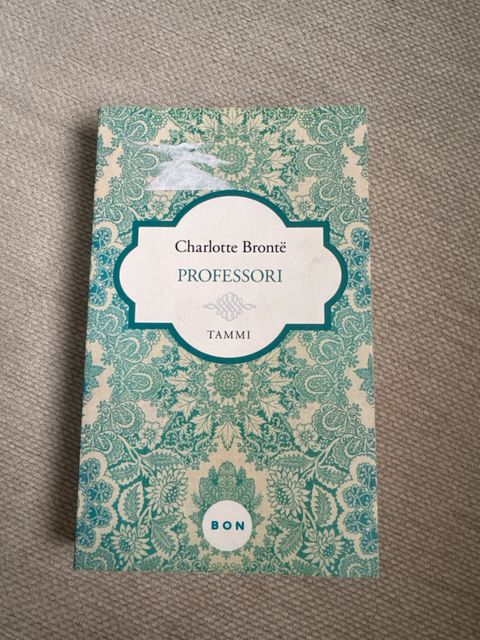 Charlotte Brontë
PROFESSORI
TAMMI
BON